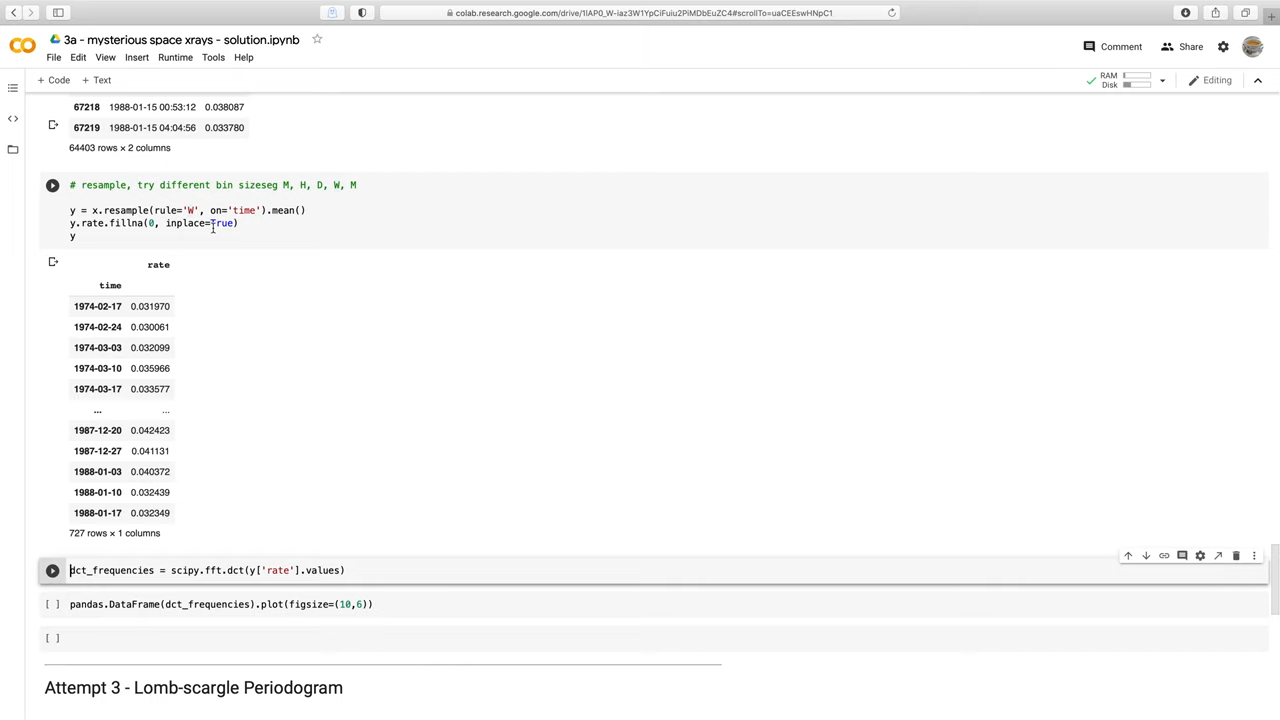 colab.research.google.com/drive/1lAP0_W-iaz3W1YpCiFuiu2PiMDbEuZC4#scrollTo=uaCEEswHNpC1
3a - mysterious space xrays - solution.ipynb
File Edit View Insert Runtime Tools Help
Comment Share
+ Code + Text
RAM
Disk
Editing
67218 1988-01-15 00:53:12 0.038087
67219 1988-01-15 04:04:56 0.033780
64403 rows × 2 columns
# resample, try different bin sizeseg M, H, D, W, M
y = x.resample(rule='W', on='time').mean()
y.rate.fillna(0, inplace=True)
y
rate
time
1974-02-17 0.031970
1974-02-24 0.030061
1974-03-03 0.032099
1974-03-10 0.035966
1974-03-17 0.033577
... ...
1987-12-20 0.042423
1987-12-27 0.041131
1988-01-03 0.040372
1988-01-10 0.032439
1988-01-17 0.032349
727 rows × 1 columns
dct_frequencies = scipy.fft.dct(y['rate'].values)
[ ] pandas.DataFrame(dct_frequencies).plot(figsize=(10,6))
[ ]
Attempt 3 - Lomb-scargle Periodogram